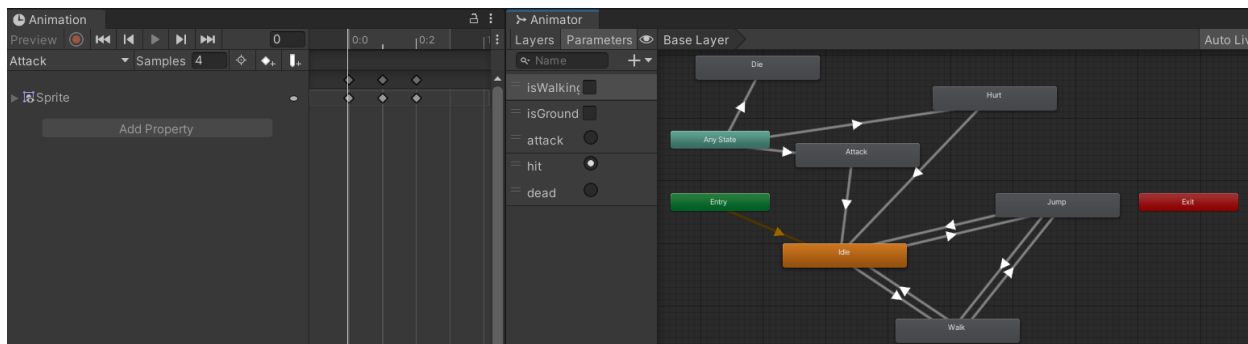 Animation
Preview
0
0:0
0:2
Attack
Samples
4
Sprite
Add Property
Animator
Layers
Parameters
Base Layer
Auto Liv
Name
isWalking
isGround
attack
hit
dead
Die
Hurt
Any State
Attack
Entry
Jump
Exit
Idle
Walk